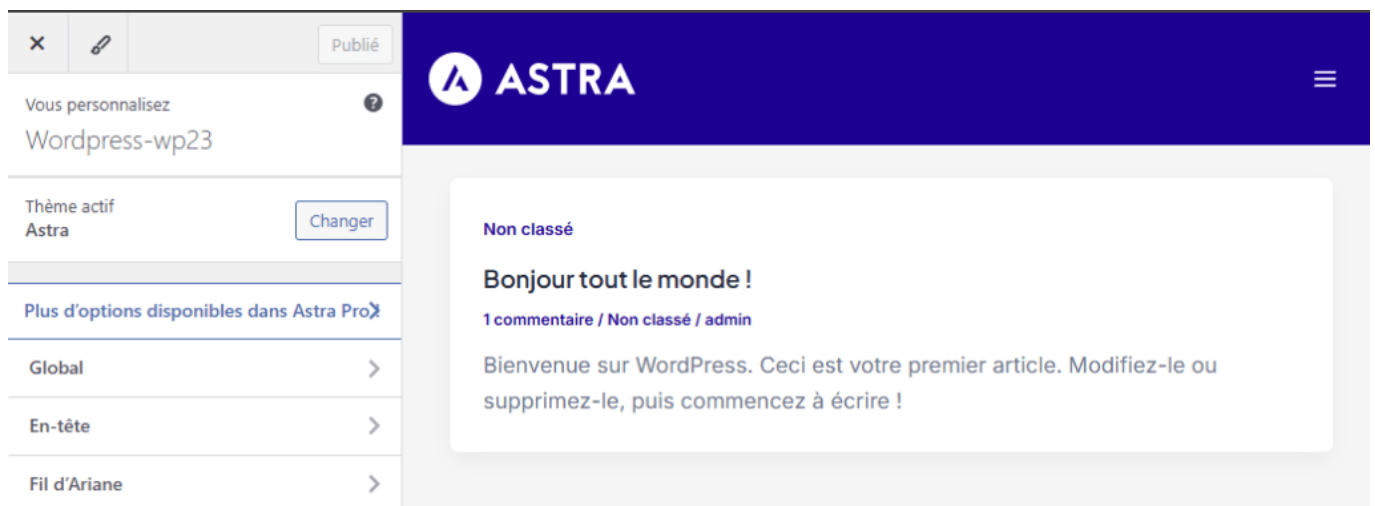 Publié
Vous personnalisez
Wordpress-wp23
Thème actif
Astra
Changer
Plus d'options disponibles dans Astra Pro
Global
En-tête
Fil d'Ariane
ASTRA
Non classé
Bonjour tout le monde !
1 commentaire / Non classé / admin
Bienvenue sur WordPress. Ceci est votre premier article. Modifiez-le ou
supprimez-le, puis commencez à écrire !